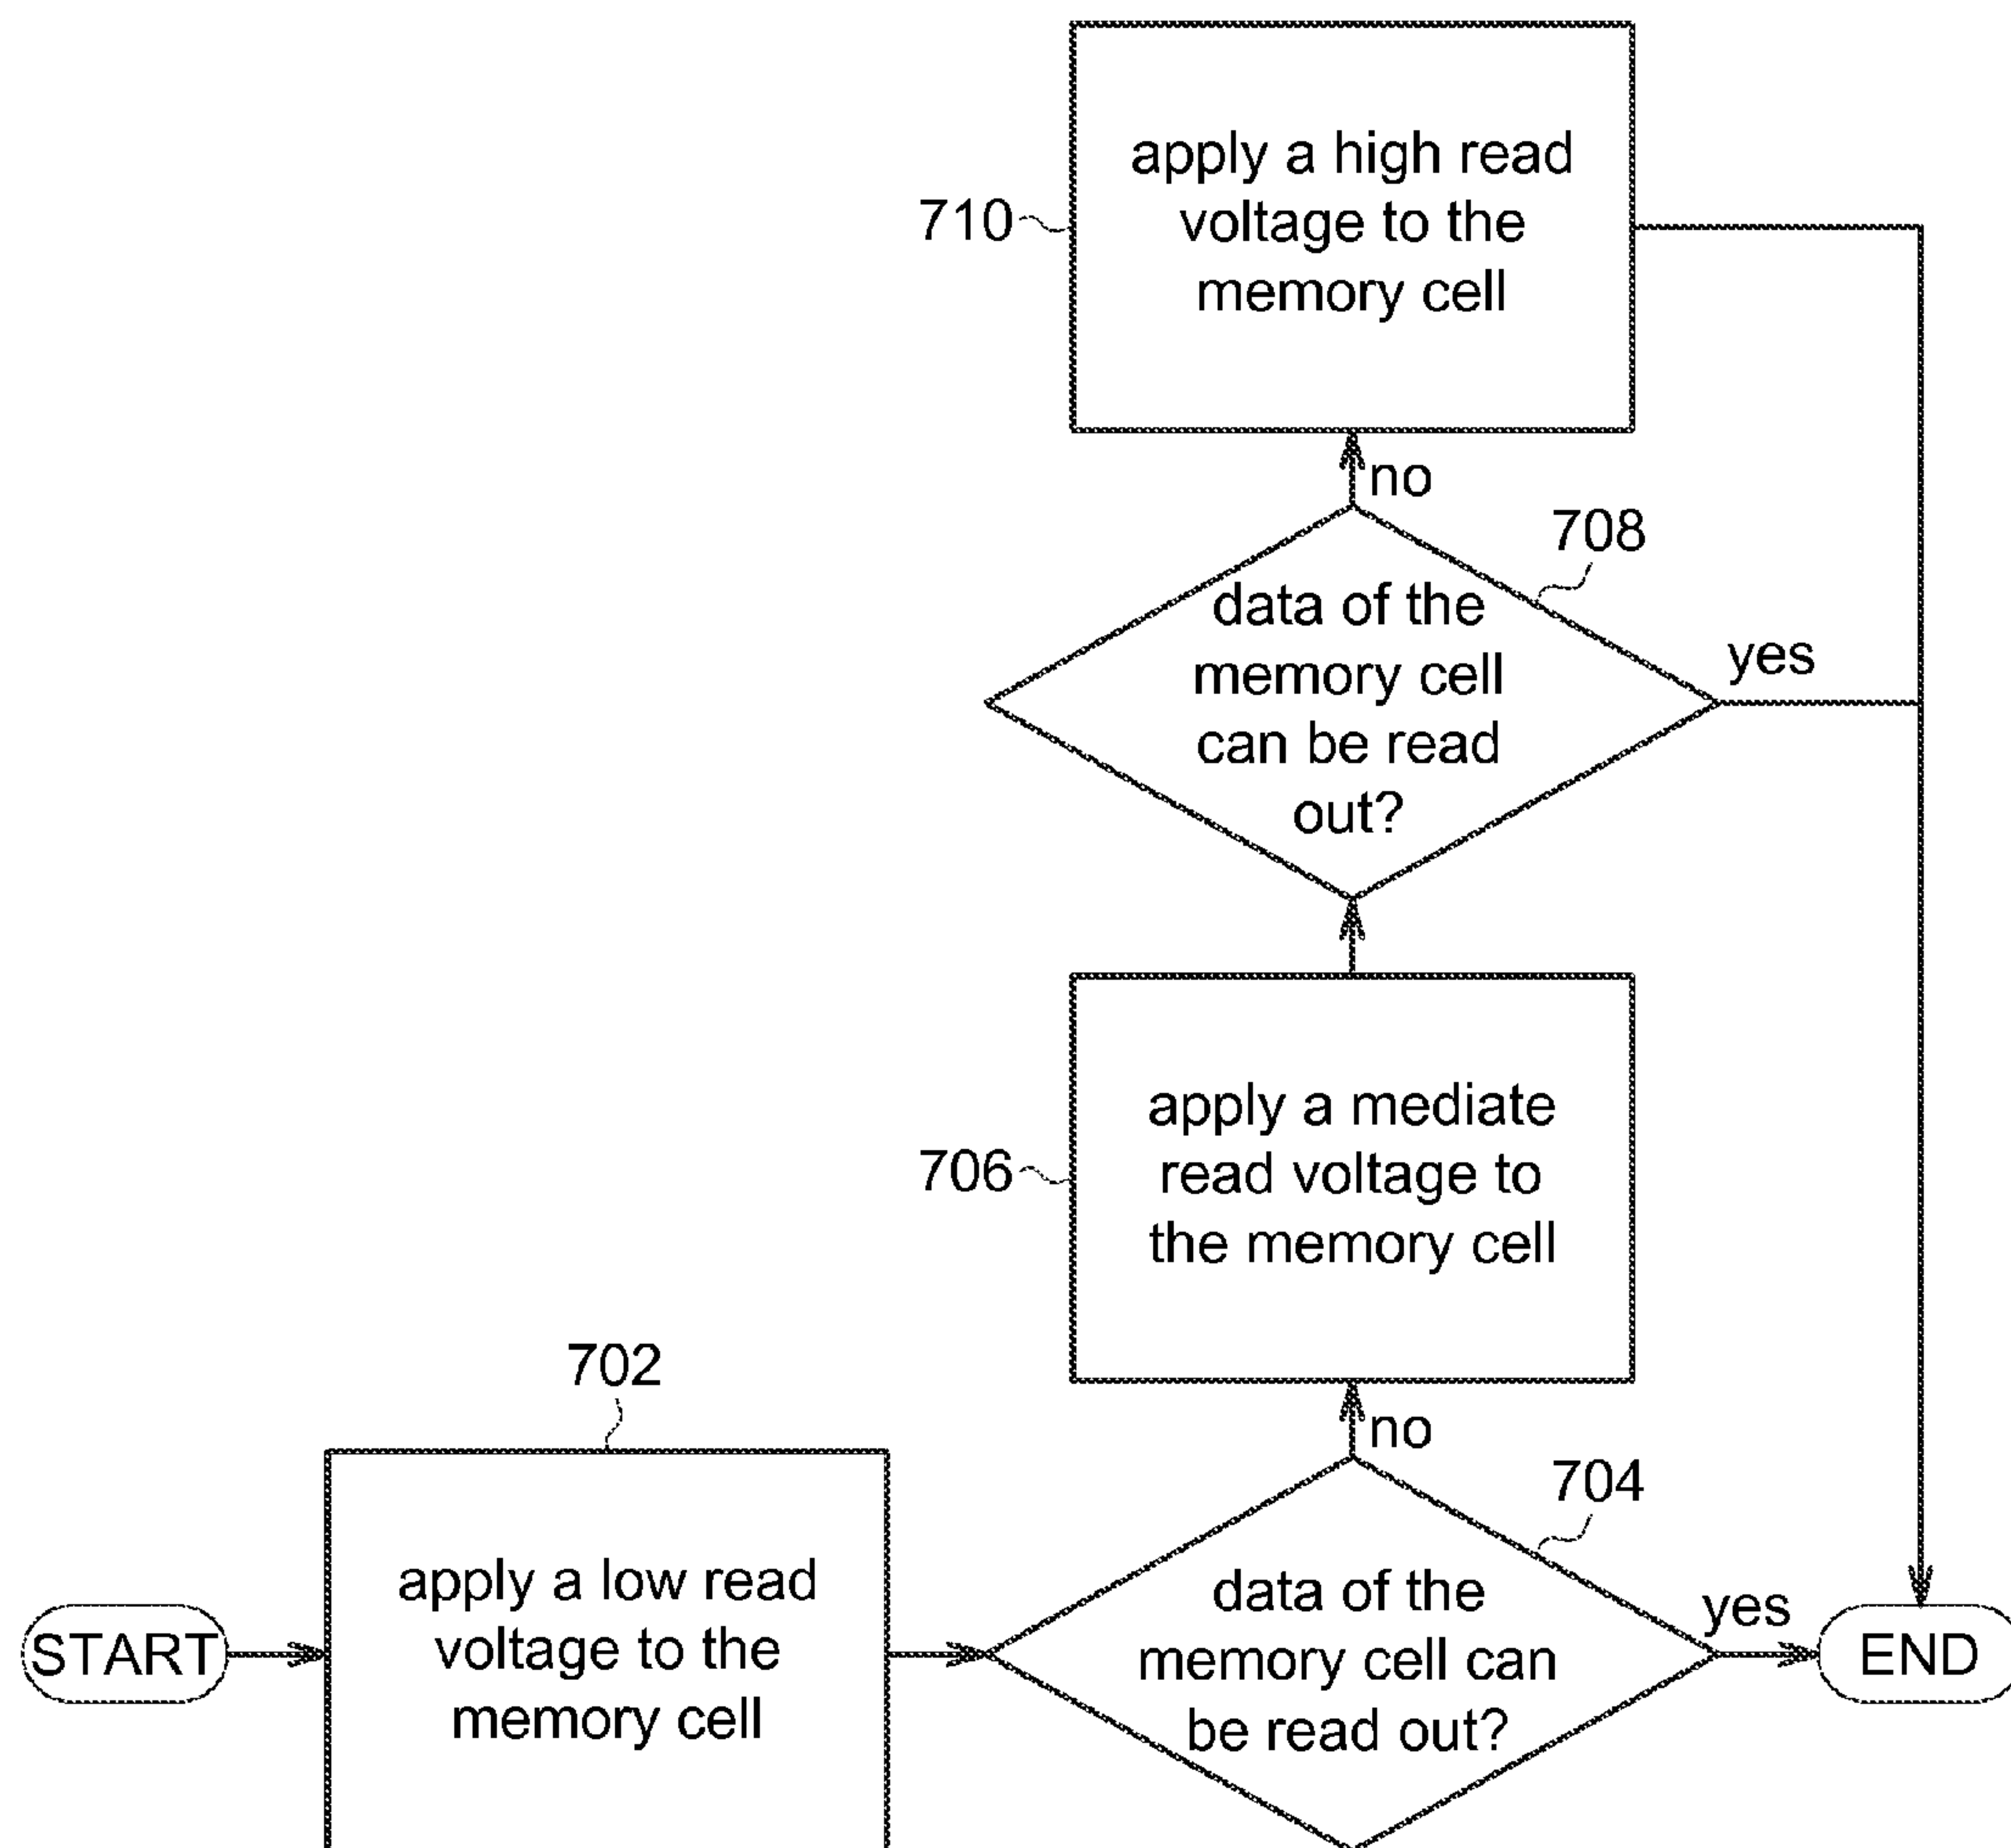 apply a high read
voltage to the
memory cell
710
no
708
data of the
memory cell
can be read
out?
yes
apply a mediate
read voltage to
the memory cell
706
702
no
704
START
apply a low read
voltage to the
memory cell
data of the
memory cell can
be read out?
yes
END